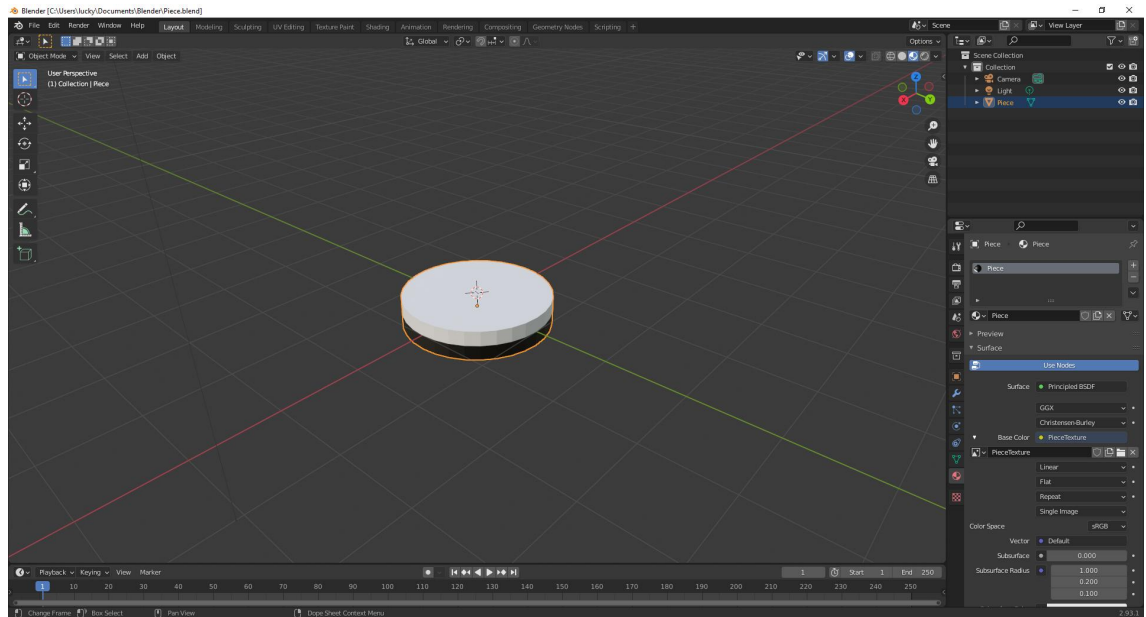 Blender [C:\Users\lucky\Documents\Blender\Piece.blend]
File Edit Render Window Help Layout Modeling Sculpting UV Editing Texture Paint Shading Animation Rendering Compositing Geometry Nodes Scripting + Scene View Layer
Global Options
Object Mode View Select Add Object
User Perspective
(1) Collection | Piece
Z
X Y
Scene Collection
Collection
Camera
Light
Piece
Piece Piece
Piece
Piece
Preview
Surface
Use Nodes
Surface Principled BSDF
GGX
Christensen-Burley
Base Color PieceTexture
PieceTexture
Linear
Flat
Repeat
Single Image
Color Space sRGB
Vector Default
Subsurface 0.000
Subsurface Radius 1.000
0.200
0.100
Playback Keying View Marker 1 Start 1 End 250
1 10 20 30 40 50 60 70 80 90 100 110 120 130 140 150 160 170 180 190 200 210 220 230 240 250
Change Frame Box Select Pan View Dope Sheet Context Menu 2.93.1